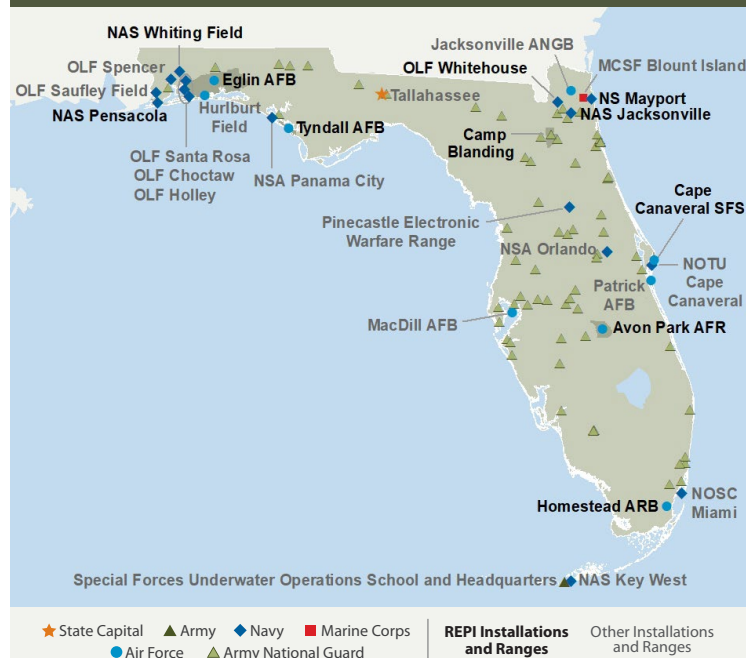 NAS Whiting Field
OLF Spencer
OLF Saufley Field
NAS Pensacola
Eglin AFB
Hurlburt
Field
OLF Santa Rosa
OLF Choctaw
OLF Holley
Tyndall AFB
NSA Panama City
Tallahassee
Jacksonville ANGB
OLF Whitehouse
MCSF Blount Island
NS Mayport
NAS Jacksonville
Camp
Blanding
Cape
Canaveral SFS
Pinecastle Electronic
Warfare Range
NSA Orlando
NOTU
Cape
Canaveral
Patrick
AFB
MacDill AFB
Avon Park AFR
Homestead ARB
NOSC
Miami
Special Forces Underwater Operations School and Headquarters
NAS Key West
State Capital
Army
Navy
Marine Corps
Air Force
Army National Guard
REPI Installations
and Ranges
Other Installations
and Ranges